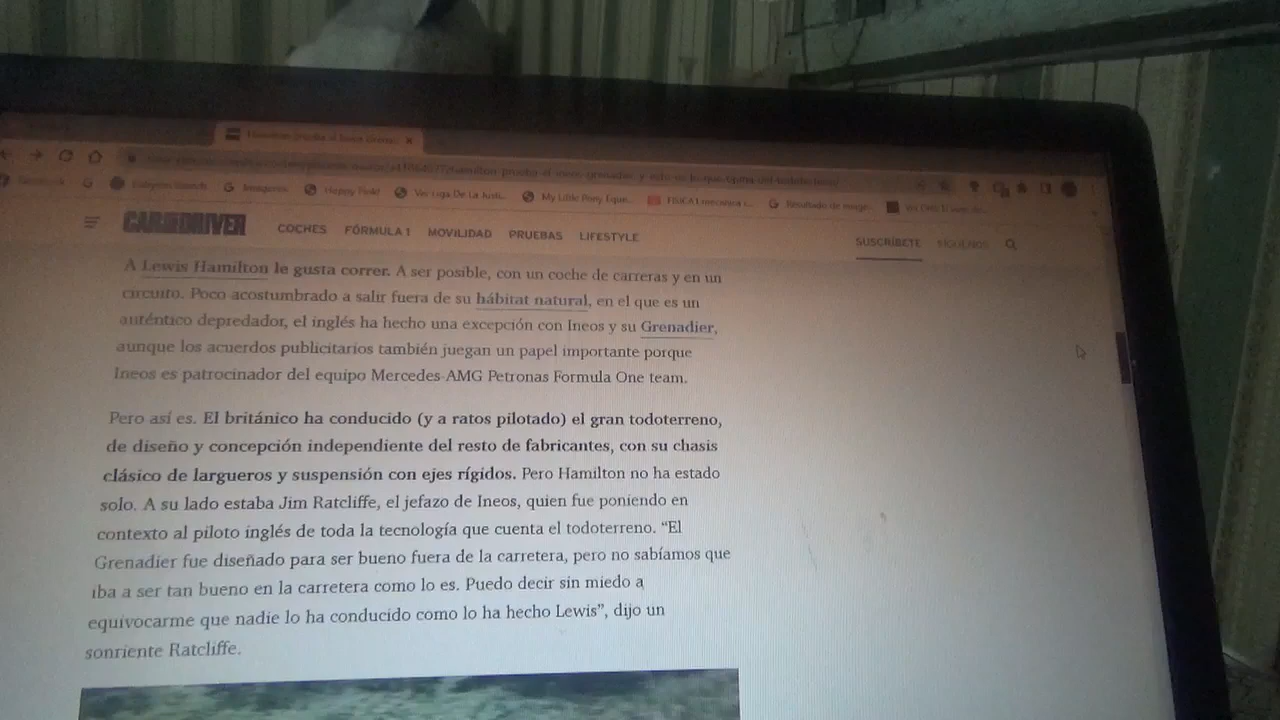 CAR AND DRIVER
COCHES FÓRMULA 1 MOVILIDAD PRUEBAS LIFESTYLE
SUSCRÍBETE SÍGUENOS
My Little Pony Eque...
A Lewis Hamilton le gusta correr. A ser posible, con un coche de carreras y en un
circuito. Poco acostumbrado a salir fuera de su hábitat natural, en el que es un
auténtico depredador, el inglés ha hecho una excepción con Ineos y su Grenadier,
aunque los acuerdos publicitarios también juegan un papel importante porque
Ineos es patrocinador del equipo Mercedes-AMG Petronas Formula One team.
Pero así es. El británico ha conducido (y a ratos pilotado) el gran todoterreno,
de diseño y concepción independiente del resto de fabricantes, con su chasis
clásico de largueros y suspensión con ejes rígidos. Pero Hamilton no ha estado
solo. A su lado estaba Jim Ratcliffe, el jefazo de Ineos, quien fue poniendo en
contexto al piloto inglés de toda la tecnología que cuenta el todoterreno. “El
Grenadier fue diseñado para ser bueno fuera de la carretera, pero no sabíamos que
iba a ser tan bueno en la carretera como lo es. Puedo decir sin miedo a
equivocarme que nadie lo ha conducido como lo ha hecho Lewis”, dijo un
sonriente Ratcliffe.